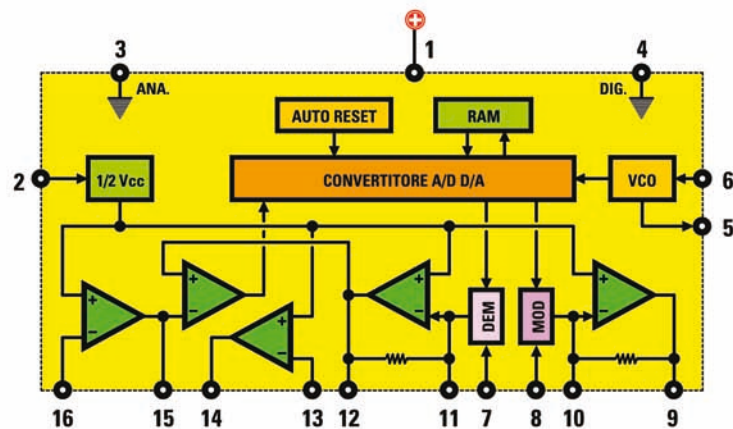 3 1 4
ANA. DIG.
AUTO RESET RAM
2 1/2 Vcc CONVERTITORE A/D D/A VCO 6
5
+ + + +
− − − −
+
−
DEM MOD
16 15 14 13 12 11 7 8 10 9